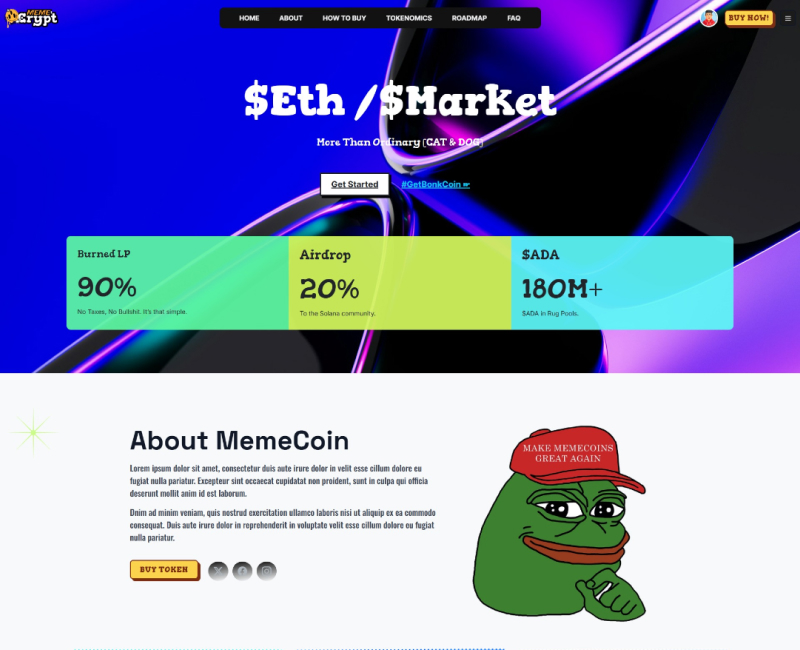 MEME
Crypt
HOME
ABOUT
HOW TO BUY
TOKENOMICS
ROADMAP
FAQ
BUY NOW!
$Eth /$Market
More Than Ordinary [CAT & DOG]
Get Started
#GetBonkCoin
Burned LP
90%
No Taxes, No Bullshit. It's that simple.
Airdrop
20%
To the Solana community.
$ADA
180M+
$ADA in Rug Pools.
About MemeCoin
Lorem ipsum dolor sit amet, consectetur duis aute irure dolor in velit esse cillum dolore eu
fugiat nulla pariatur. Excepteur sint occaecat cupidatat non proident, sunt in culpa qui officia
deserunt mollit anim id est laborum.
Dnim ad minim veniam, quis nostrud exercitation ullamco laboris nisi ut aliquip ex ea commodo
consequat. Duis aute irure dolor in reprehenderit in voluptate velit esse cillum dolore eu fugiat
nulla pariatur.
BUY TOKEN
MAKE MEMECOINS
GREAT AGAIN